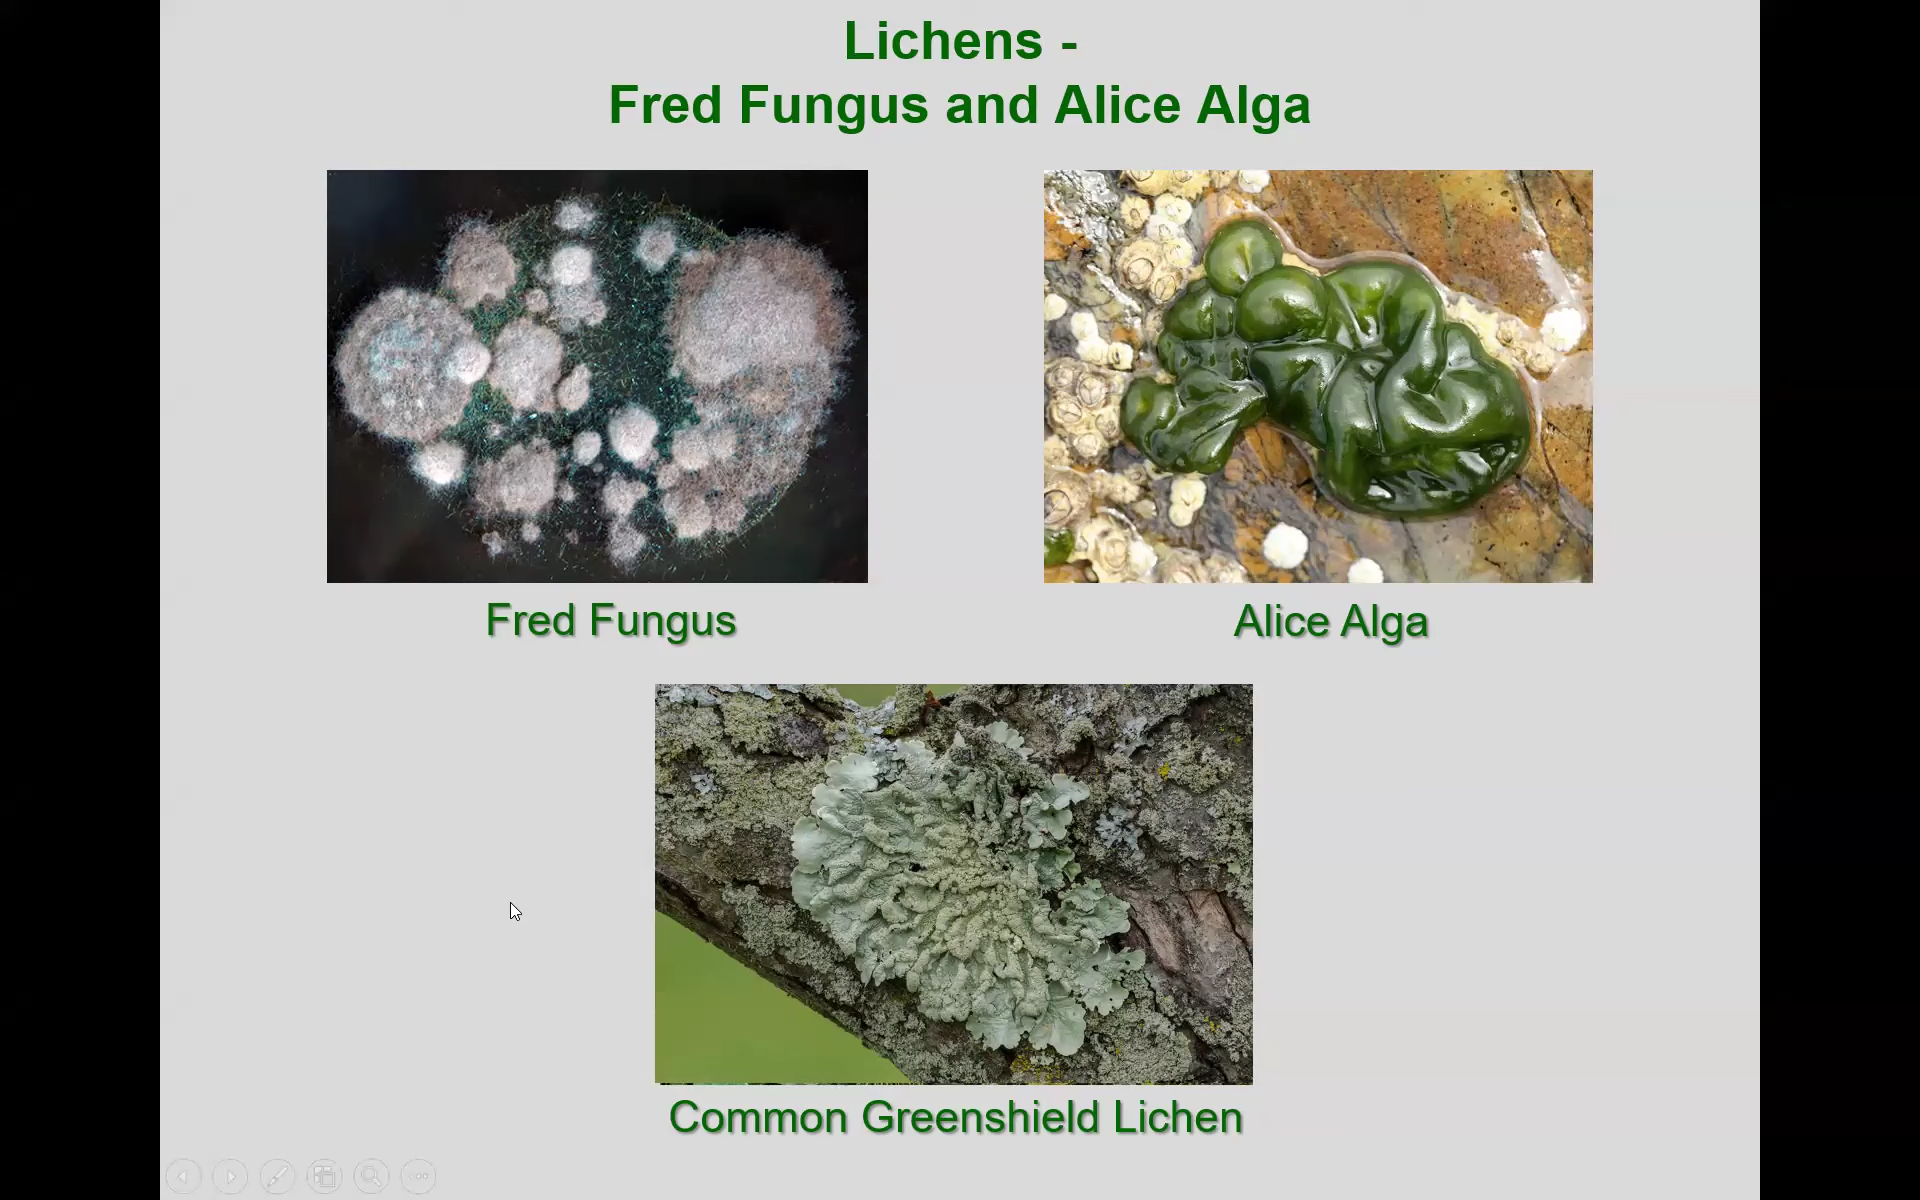 Lichens -
Fred Fungus and Alice Alga
Fred Fungus
Alice Alga
Common Greenshield Lichen